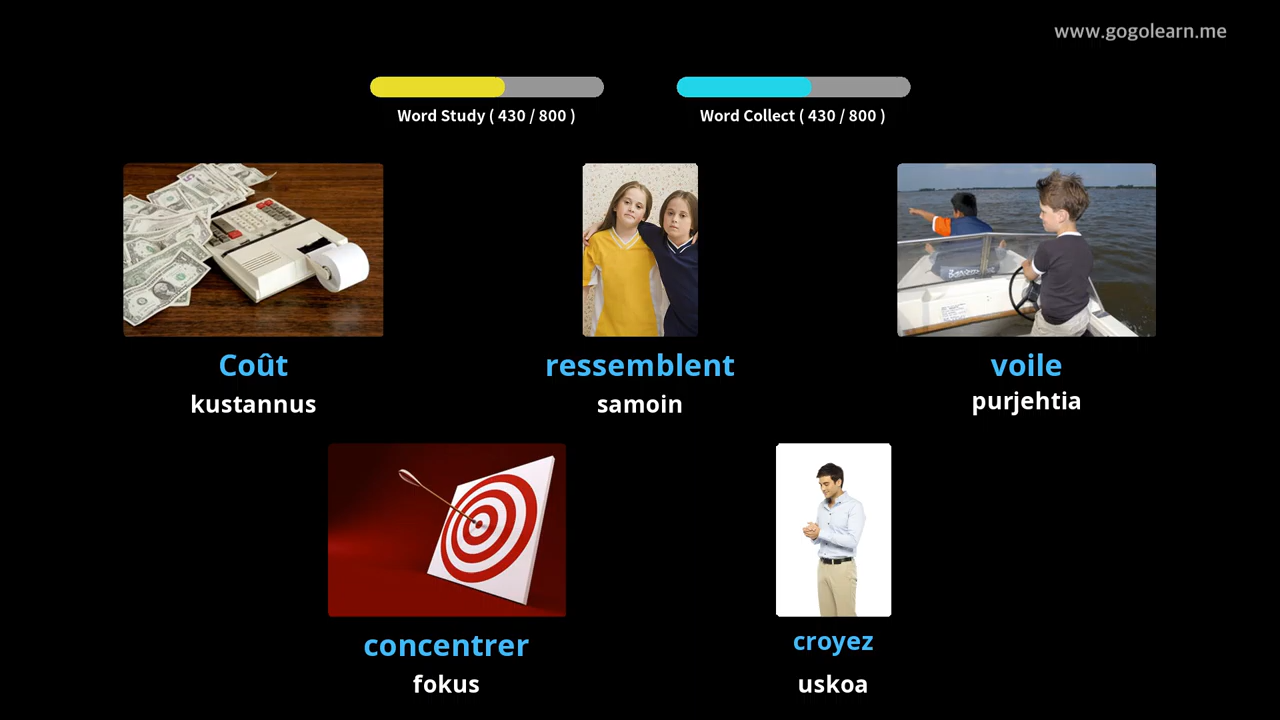 www.gogolearn.me
Word Study ( 430 / 800 )
Word Collect ( 430 / 800 )
Coût
kustannus
ressemblent
samoin
voile
purjehtia
concentrer
fokus
croyez
uskoa